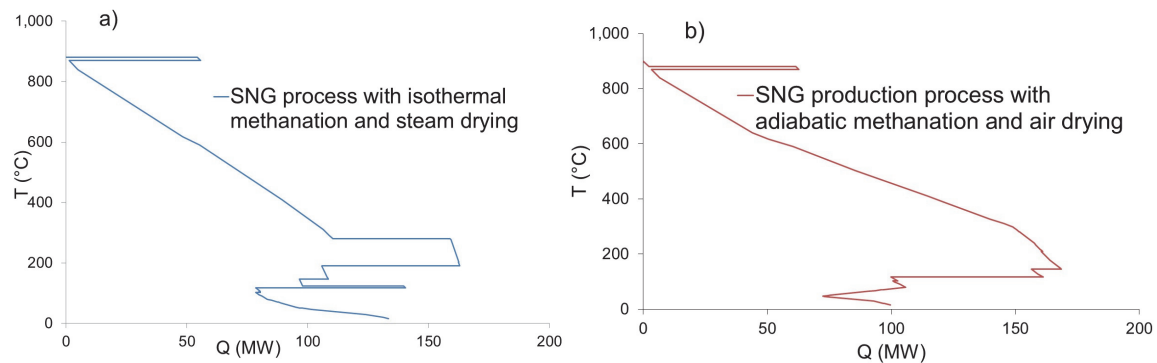 a)
1,000
800
600
400
200
0
T (°C)
SNG process with isothermal
methanation and steam drying
0 50 100 150 200
Q (MW)
b)
1,000
800
600
400
200
0
T (°C)
SNG production process with
adiabatic methanation and air drying
0 50 100 150 200
Q (MW)